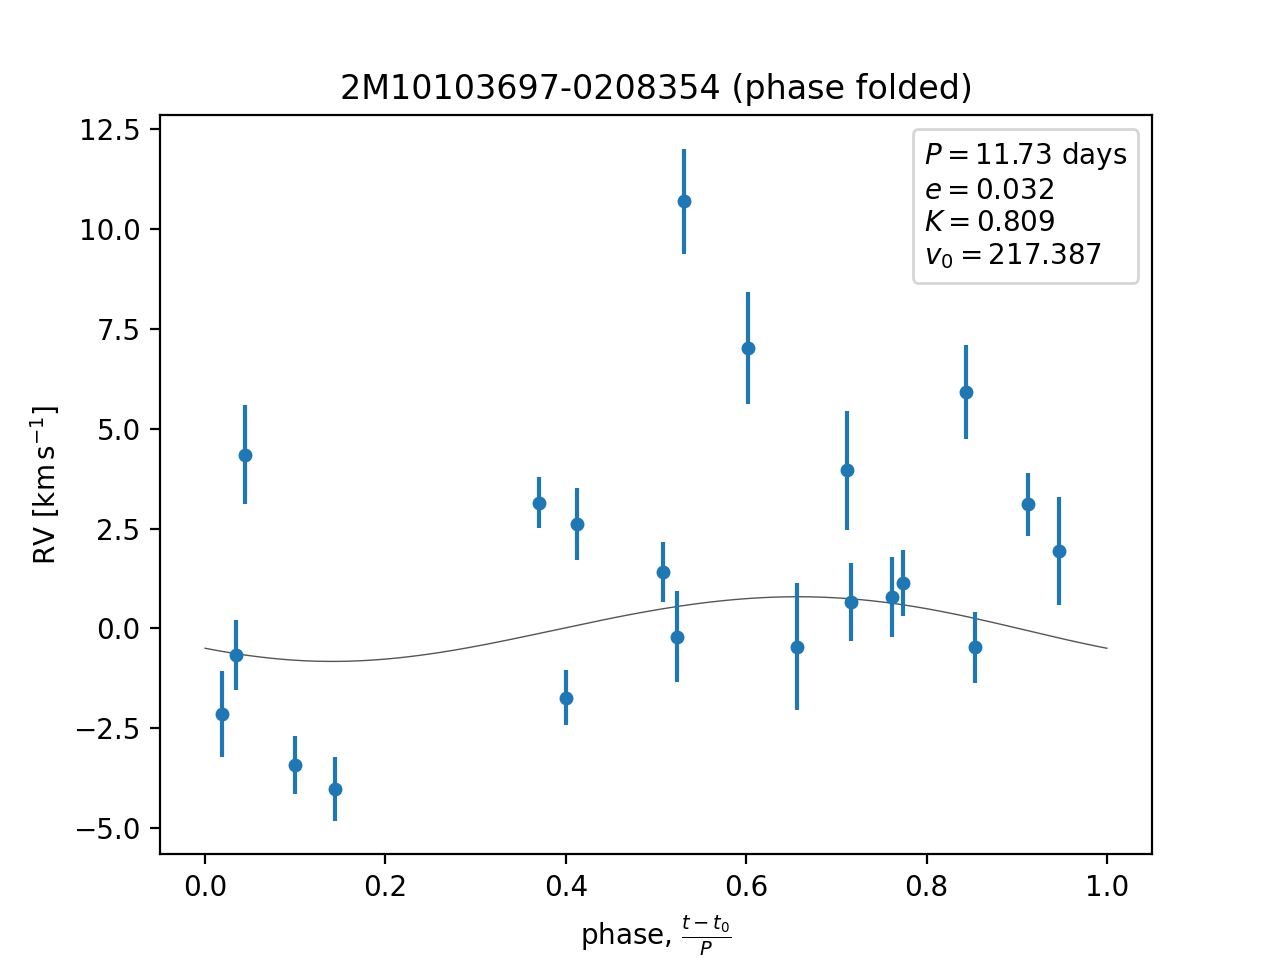 2M10103697-0208354 (phase folded)
P = 11.73 days
e = 0.032
K = 0.809
v₀ = 217.387
12.5
10.0
7.5
5.0
2.5
0.0
−2.5
−5.0
RV [km s⁻¹]
0.0 0.2 0.4 0.6 0.8 1.0
phase, (t − t₀)/P